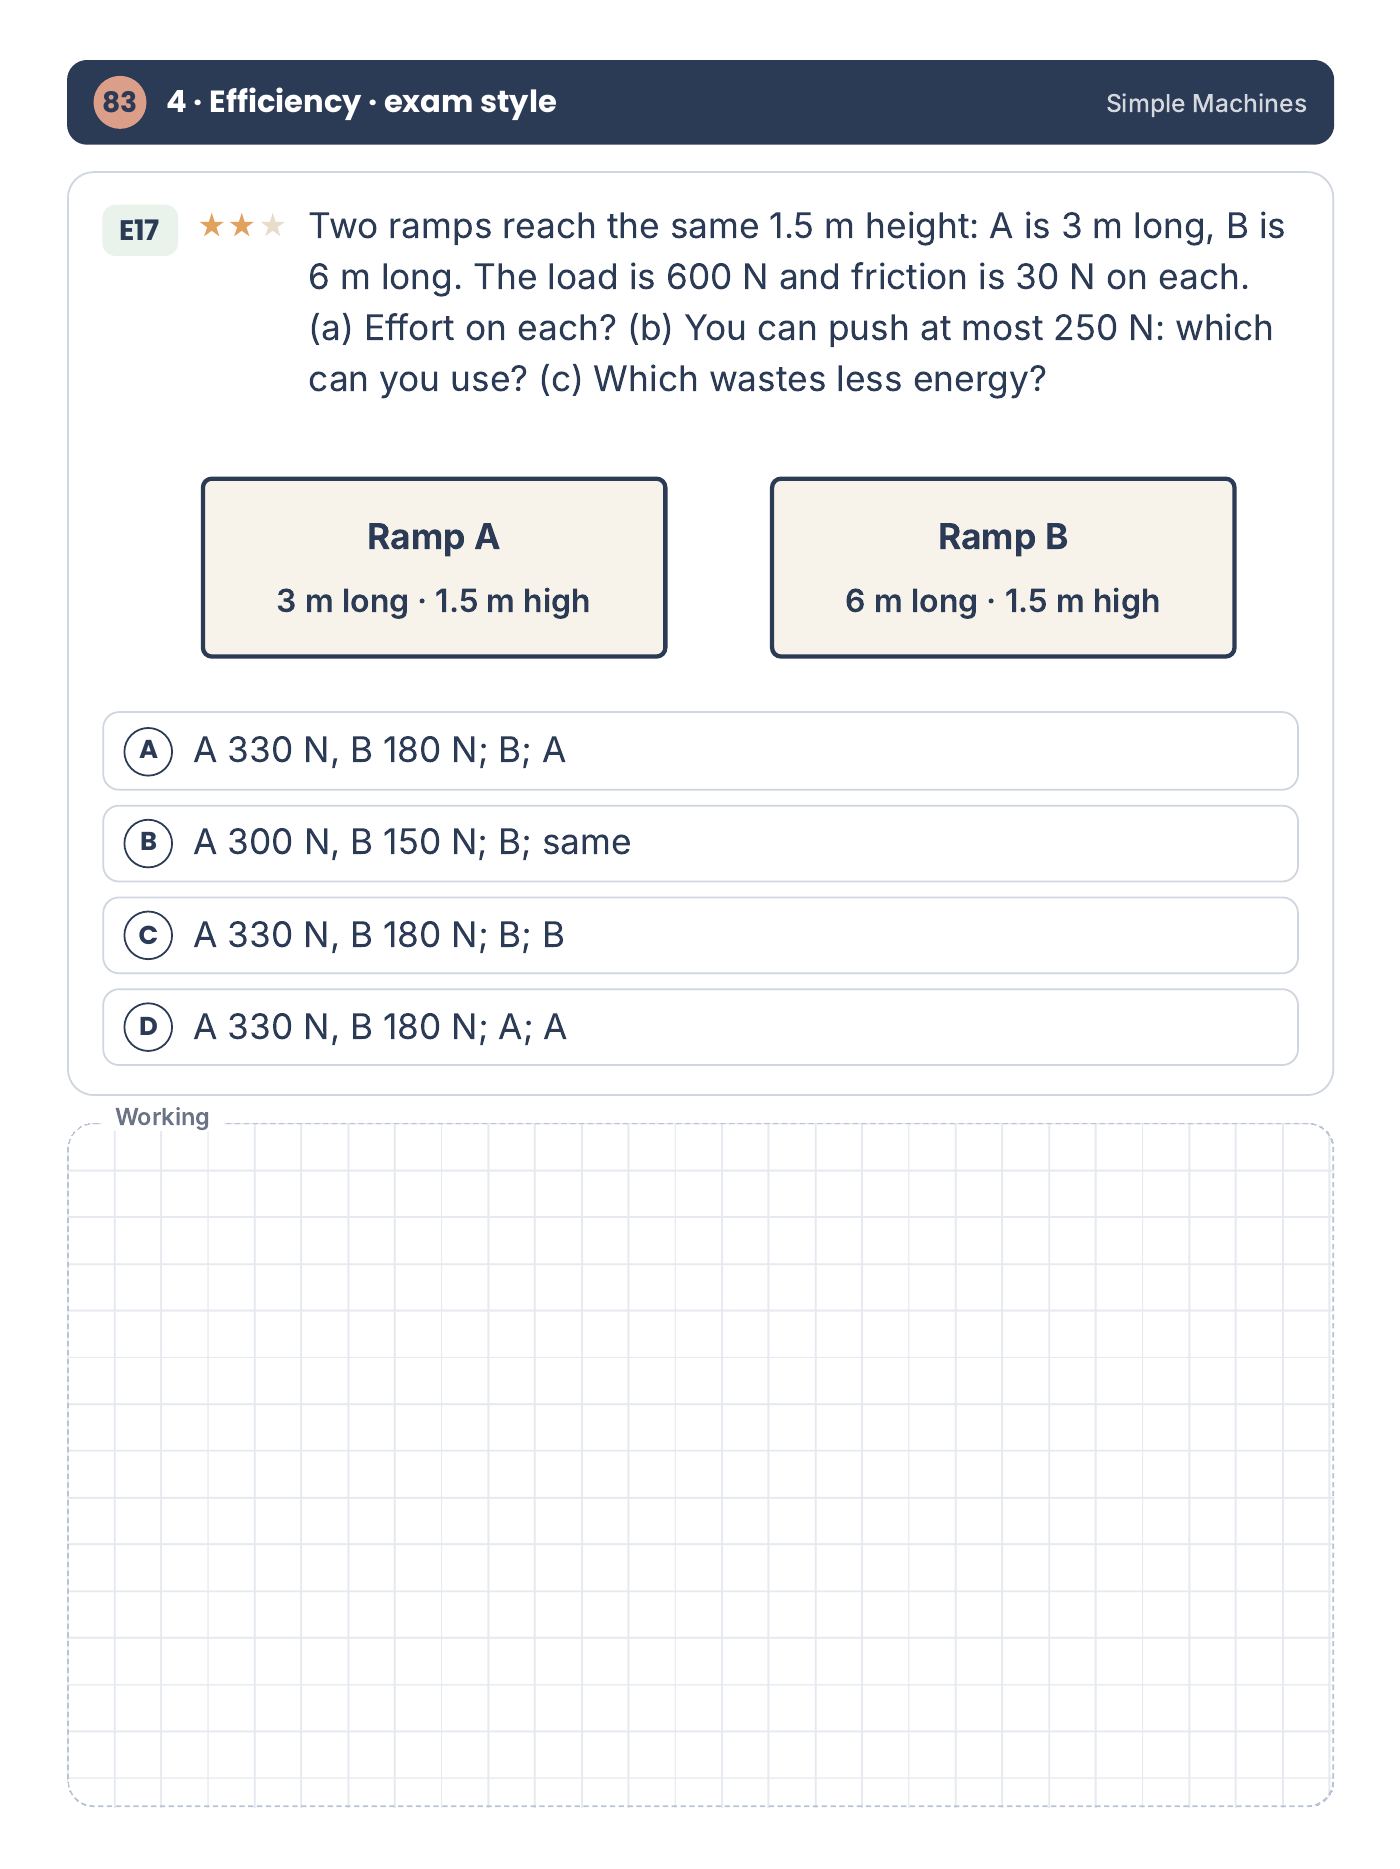 83 4 · Efficiency · exam style Simple Machines
E17 ★★★ Two ramps reach the same 1.5 m height: A is 3 m long, B is
6 m long. The load is 600 N and friction is 30 N on each.
(a) Effort on each? (b) You can push at most 250 N: which
can you use? (c) Which wastes less energy?
Ramp A
3 m long · 1.5 m high
Ramp B
6 m long · 1.5 m high
A A 330 N, B 180 N; B; A
B A 300 N, B 150 N; B; same
C A 330 N, B 180 N; B; B
D A 330 N, B 180 N; A; A
Working